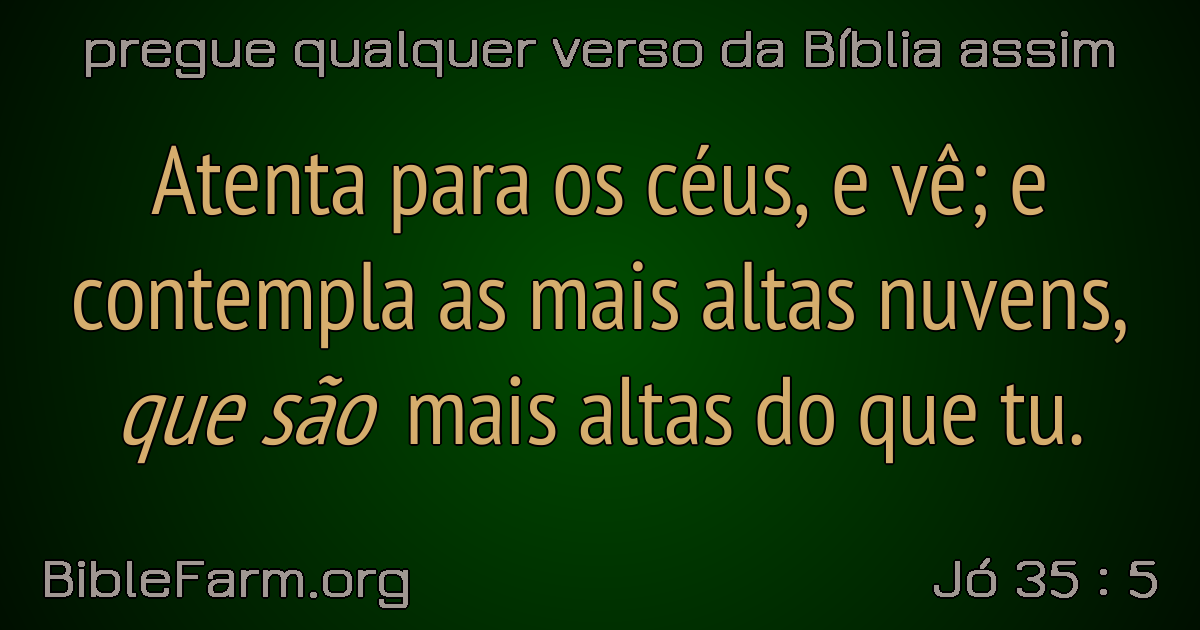 pregue qualquer verso da Bíblia assim
Atenta para os céus, e vê; e
contempla as mais altas nuvens,
que são mais altas do que tu.
BibleFarm.org
Jó 35 : 5